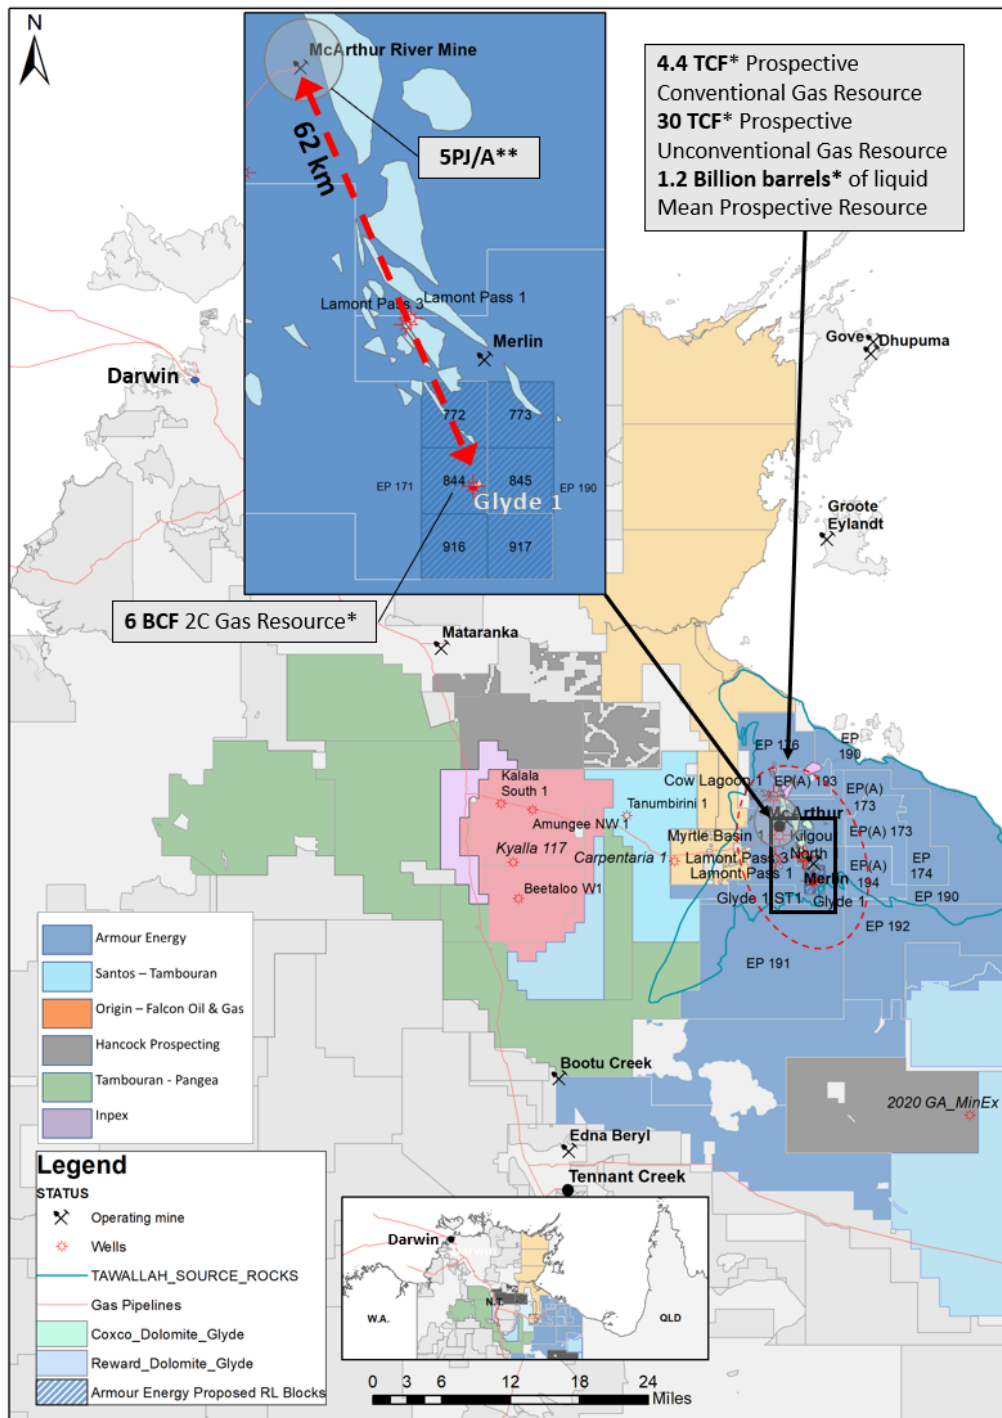 N
McArthur River Mine
62 km
5PJ/A**
4.4 TCF* Prospective
Conventional Gas Resource
30 TCF* Prospective
Unconventional Gas Resource
1.2 Billion barrels* of liquid
Mean Prospective Resource
Lamont Pass 3
Lamont Pass 1
Merlin
772
773
EP 171
844
845
EP 190
Glyde 1
916
917
6 BCF 2C Gas Resource*
Darwin
Gove
Dhupuma
Groote
Eylandt
Mataranka
EP 176
EP
190
Cow Lagoon 1
EP(A) 193
EP(A)
173
McArthur
Kalala
South 1
Tanumbirini 1
Amungee NW 1
Myrtle Basin 1
Kilgou
North
EP(A) 173
Kyalla 117
Carpentaria 1
Lamont Pass 3
Lamont Pass 1
Merlin
EP(A)
194
EP
174
Beetaloo W1
Glyde 1 ST1
Glyde 1
EP 190
EP 192
EP 191
Bootu Creek
2020 GA_MinEx
Edna Beryl
Tennant Creek
Armour Energy
Santos – Tambouran
Origin – Falcon Oil & Gas
Hancock Prospecting
Tambouran - Pangea
Inpex
Legend
STATUS
Operating mine
Wells
TAWALLAH_SOURCE_ROCKS
Gas Pipelines
Coxco_Dolomite_Glyde
Reward_Dolomite_Glyde
Armour Energy Proposed RL Blocks
Darwin
Darwin
N.T.
W.A.
QLD
0 3 6 12 18 24
Miles